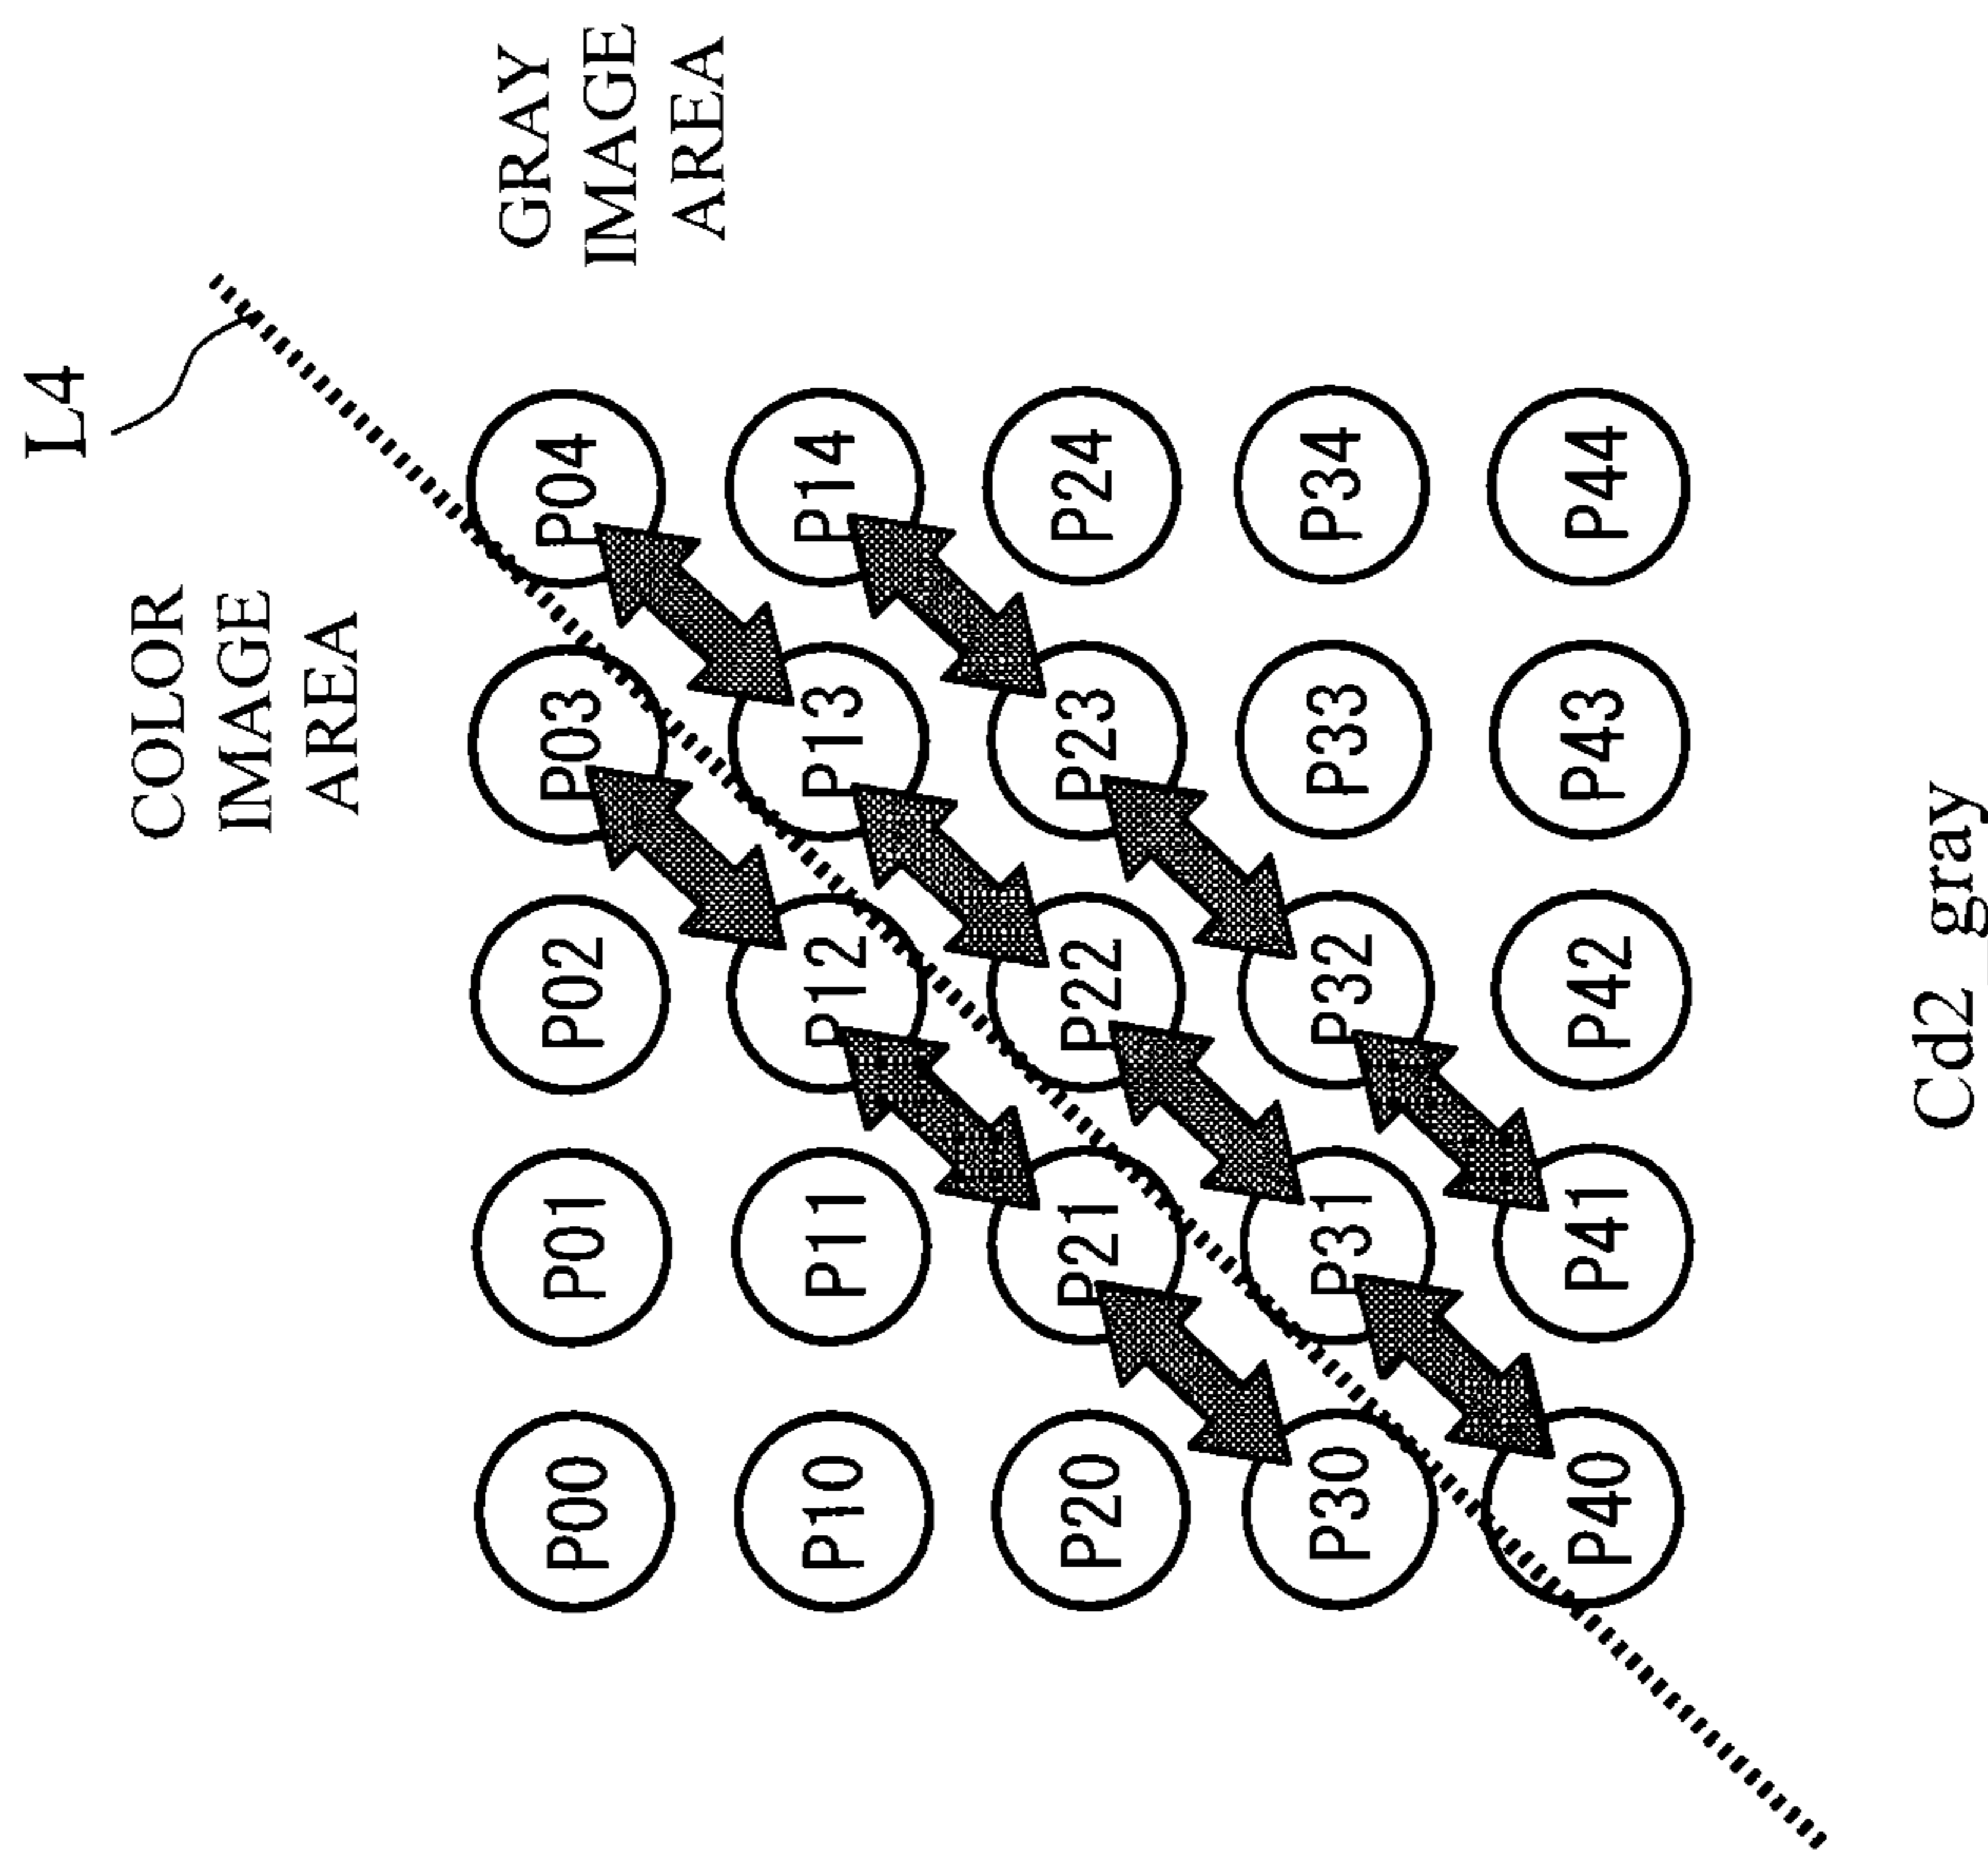 L4
COLOR
IMAGE
AREA
GRAY
IMAGE
AREA
P00 P01 P02 P03 P04
P10 P11 P12 P13 P14
P20 P21 P22 P23 P24
P30 P31 P32 P33 P34
P40 P41 P42 P43 P44
Cd2_gray